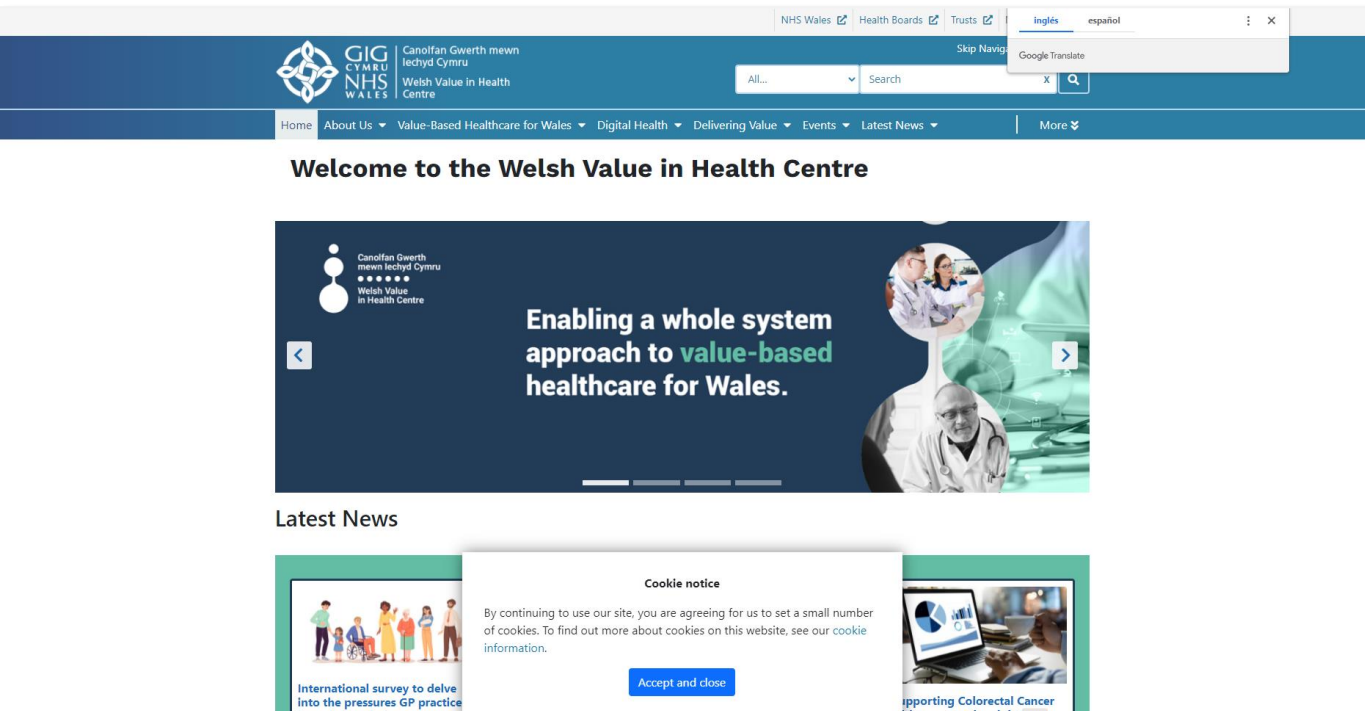 NHS Wales
Health Boards
Trusts
inglés español
Google Translate
GIG
CYMRU
NHS
WALES
Canolfan Gwerth mewn
Iechyd Cymru
Welsh Value in Health
Centre
All...
Search
x
Home
About Us
Value-Based Healthcare for Wales
Digital Health
Delivering Value
Events
Latest News
More
Welcome to the Welsh Value in Health Centre
Canolfan Gwerth
mewn Iechyd Cymru
Welsh Value
in Health Centre
Enabling a whole system
approach to value-based
healthcare for Wales.
Latest News
Cookie notice
By continuing to use our site, you are agreeing for us to set a small number
of cookies. To find out more about cookies on this website, see our cookie
information.
Accept and close
International survey to delve
into the pressures GP practice
Colorectal Cancer